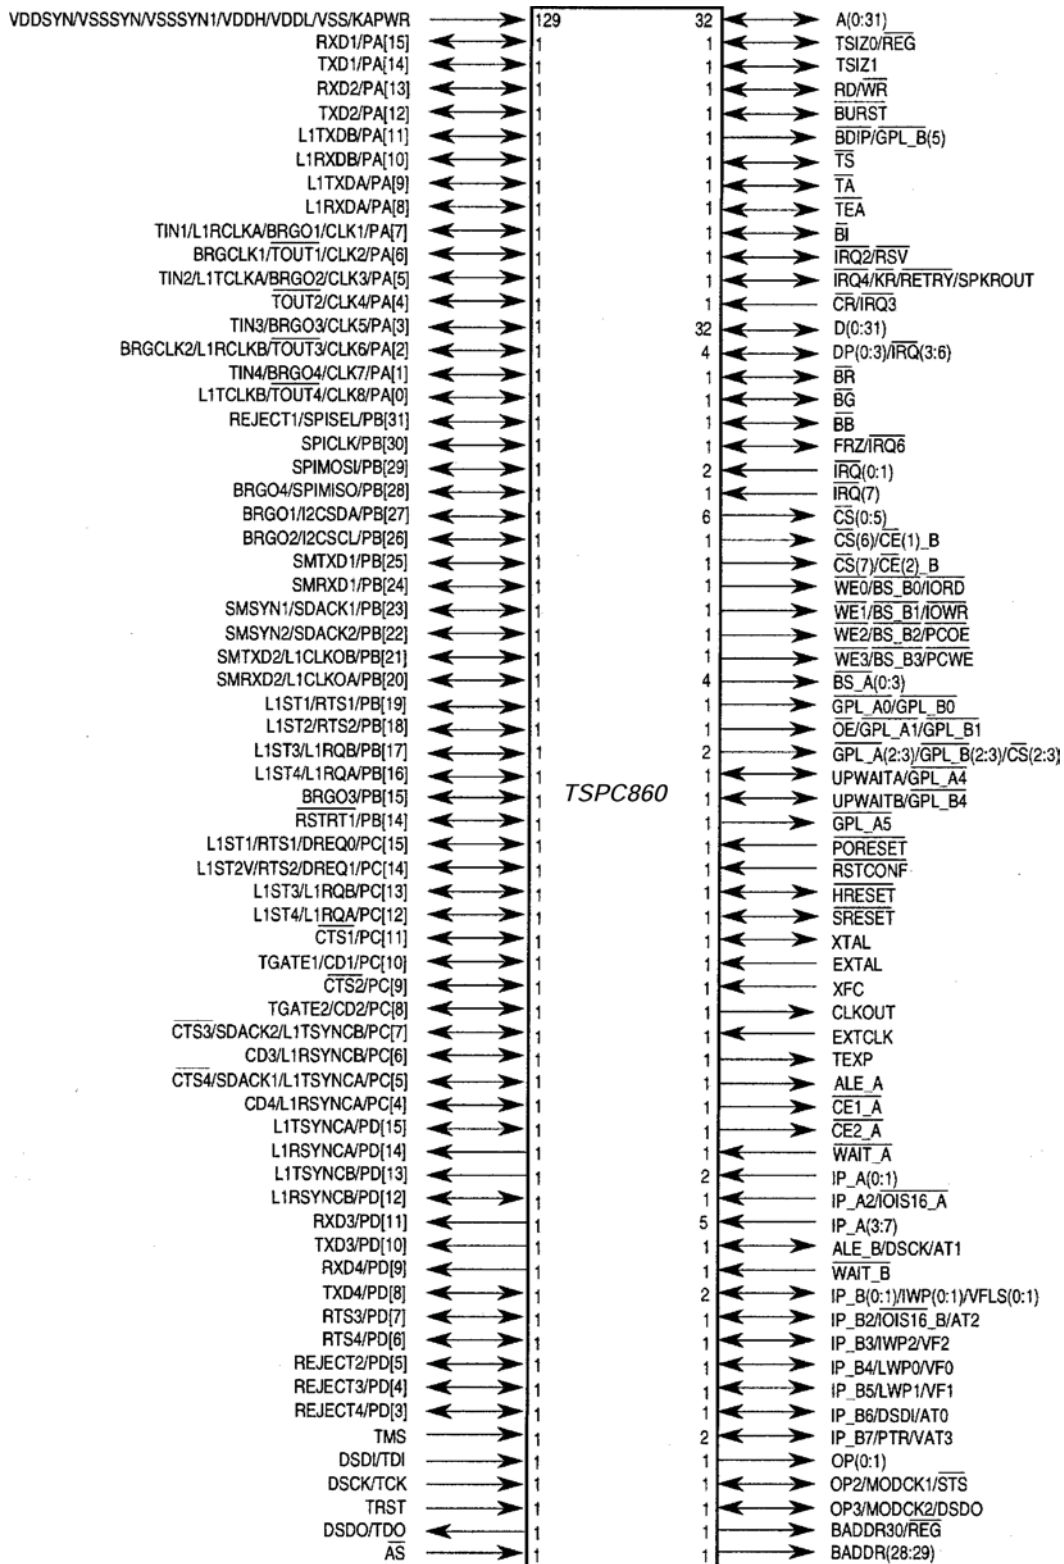 VDDSYN/VSSSYN/VSSSYN1/VDDH/VDDL/VSS/KAPWR 129 32 A(0:31)
RXD1/PA[15] 1 1 TSIZ0/REG
TXD1/PA[14] 1 1 TSIZ1
RXD2/PA[13] 1 1 RD/WR
TXD2/PA[12] 1 1 BURST
L1TXDB/PA[11] 1 1 BDIP/GPL_B(5)
L1RXDB/PA[10] 1 1 TS
L1TXDA/PA[9] 1 1 TA
L1RXDA/PA[8] 1 1 TEA
TIN1/L1RCLKA/BRGO1/CLK1/PA[7] 1 1 BI
BRGCLK1/TOUT1/CLK2/PA[6] 1 1 IRQ2/RSV
TIN2/L1TCLKA/BRGO2/CLK3/PA[5] 1 1 IRQ4/KR/RETRY/SPKROUT
TOUT2/CLK4/PA[4] 1 1 CR/IRQ3
TIN3/BRGO3/CLK5/PA[3] 1 32 D(0:31)
BRGCLK2/L1RCLKB/TOUT3/CLK6/PA[2] 1 4 DP(0:3)/IRQ(3:6)
TIN4/BRGO4/CLK7/PA[1] 1 1 BR
L1TCLKB/TOUT4/CLK8/PA[0] 1 1 BG
REJECT1/SPISEL/PB[31] 1 1 BB
SPICLK/PB[30] 1 1 FRZ/IRQ6
SPIMOSI/PB[29] 1 2 IRQ(0:1)
BRGO4/SPIMISO/PB[28] 1 1 IRQ(7)
BRGO1/I2CSDA/PB[27] 1 6 CS(0:5)
BRGO2/I2CSCL/PB[26] 1 1 CS(6)/CE(1)_B
SMTXD1/PB[25] 1 1 CS(7)/CE(2)_B
SMRXD1/PB[24] 1 1 WE0/BS_B0/IORD
SMSYN1/SDACK1/PB[23] 1 1 WE1/BS_B1/IOWR
SMSYN2/SDACK2/PB[22] 1 1 WE2/BS_B2/PCOE
SMTXD2/L1CLKOB/PB[21] 1 1 WE3/BS_B3/PCWE
SMRXD2/L1CLKOA/PB[20] 1 4 BS_A(0:3)
L1ST1/RTS1/PB[19] 1 1 GPL_A0/GPL_B0
L1ST2/RTS2/PB[18] 1 1 OE/GPL_A1/GPL_B1
L1ST3/L1RQB/PB[17] 1 2 GPL_A(2:3)/GPL_B(2:3)/CS(2:3)
L1ST4/L1RQA/PB[16] 1 1 UPWAITA/GPL_A4
BRGO3/PB[15] 1 TSPC860 1 UPWAITB/GPL_B4
RSTRT1/PB[14] 1 1 GPL_A5
L1ST1/RTS1/DREQ0/PC[15] 1 1 PORESET
L1ST2V/RTS2/DREQ1/PC[14] 1 1 RSTCONF
L1ST3/L1RQB/PC[13] 1 1 HRESET
L1ST4/L1RQA/PC[12] 1 1 SRESET
CTS1/PC[11] 1 1 XTAL
TGATE1/CD1/PC[10] 1 1 EXTAL
CTS2/PC[9] 1 1 XFC
TGATE2/CD2/PC[8] 1 1 CLKOUT
CTS3/SDACK2/L1TSYNCB/PC[7] 1 1 EXTCLK
CD3/L1RSYNCB/PC[6] 1 1 TEXP
CTS4/SDACK1/L1TSYNCA/PC[5] 1 1 ALE_A
CD4/L1RSYNCA/PC[4] 1 1 CE1_A
L1TSYNCA/PD[15] 1 1 CE2_A
L1RSYNCA/PD[14] 1 1 WAIT_A
L1TSYNCB/PD[13] 1 2 IP_A(0:1)
L1RSYNCB/PD[12] 1 1 IP_A2/IOIS16_A
RXD3/PD[11] 1 5 IP_A(3:7)
TXD3/PD[10] 1 1 ALE_B/DSCK/AT1
RXD4/PD[9] 1 1 WAIT_B
TXD4/PD[8] 1 2 IP_B(0:1)/IWP(0:1)/VFLS(0:1)
RTS3/PD[7] 1 1 IP_B2/IOIS16_B/AT2
RTS4/PD[6] 1 1 IP_B3/IWP2/VF2
REJECT2/PD[5] 1 1 IP_B4/LWP0/VF0
REJECT3/PD[4] 1 1 IP_B5/LWP1/VF1
REJECT4/PD[3] 1 1 IP_B6/DSDI/AT0
TMS 1 2 IP_B7/PTR/VAT3
DSDI/TDI 1 1 OP(0:1)
DSCK/TCK 1 1 OP2/MODCK1/STS
TRST 1 1 OP3/MODCK2/DSDO
DSDO/TDO 1 1 BADDR30/REG
AS 1 1 BADDR(28:29)